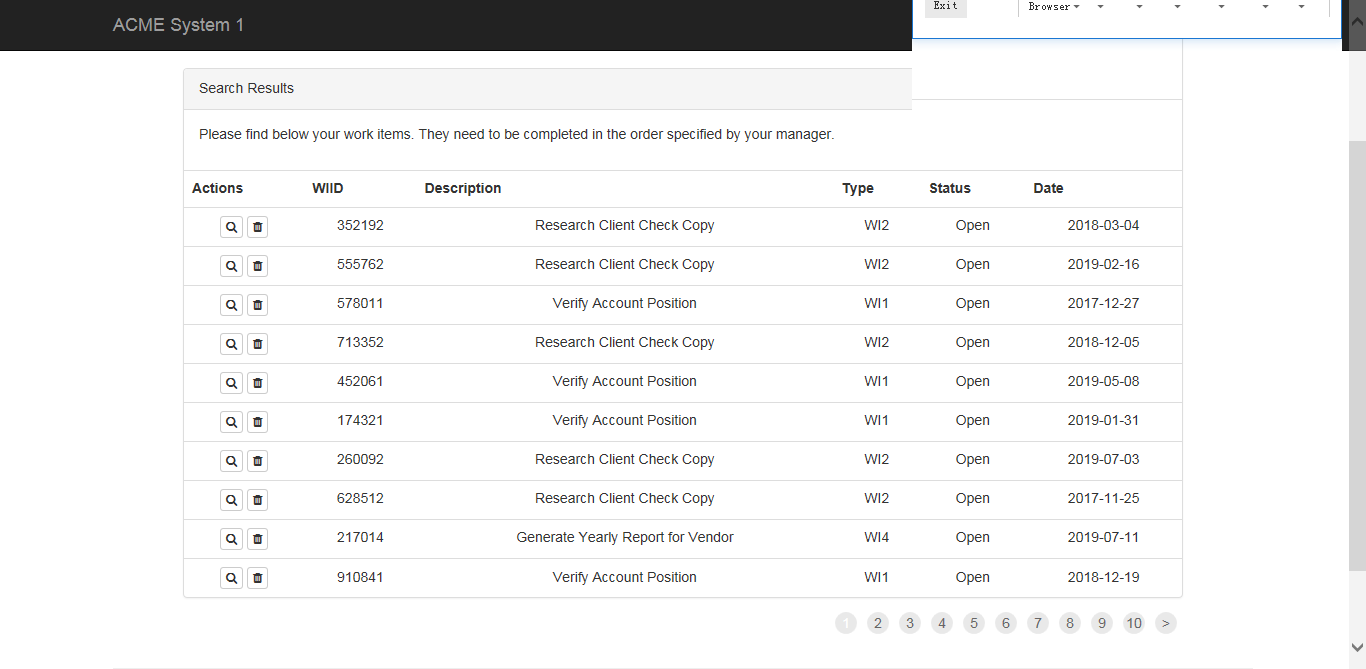 ACME System 1
Exit Browser
Search Results
Please find below your work items. They need to be completed in the order specified by your manager.
Actions WIID Description Type Status Date
352192 Research Client Check Copy WI2 Open 2018-03-04
555762 Research Client Check Copy WI2 Open 2019-02-16
578011 Verify Account Position WI1 Open 2017-12-27
713352 Research Client Check Copy WI2 Open 2018-12-05
452061 Verify Account Position WI1 Open 2019-05-08
174321 Verify Account Position WI1 Open 2019-01-31
260092 Research Client Check Copy WI2 Open 2019-07-03
628512 Research Client Check Copy WI2 Open 2017-11-25
217014 Generate Yearly Report for Vendor WI4 Open 2019-07-11
910841 Verify Account Position WI1 Open 2018-12-19
1 2 3 4 5 6 7 8 9 10 >